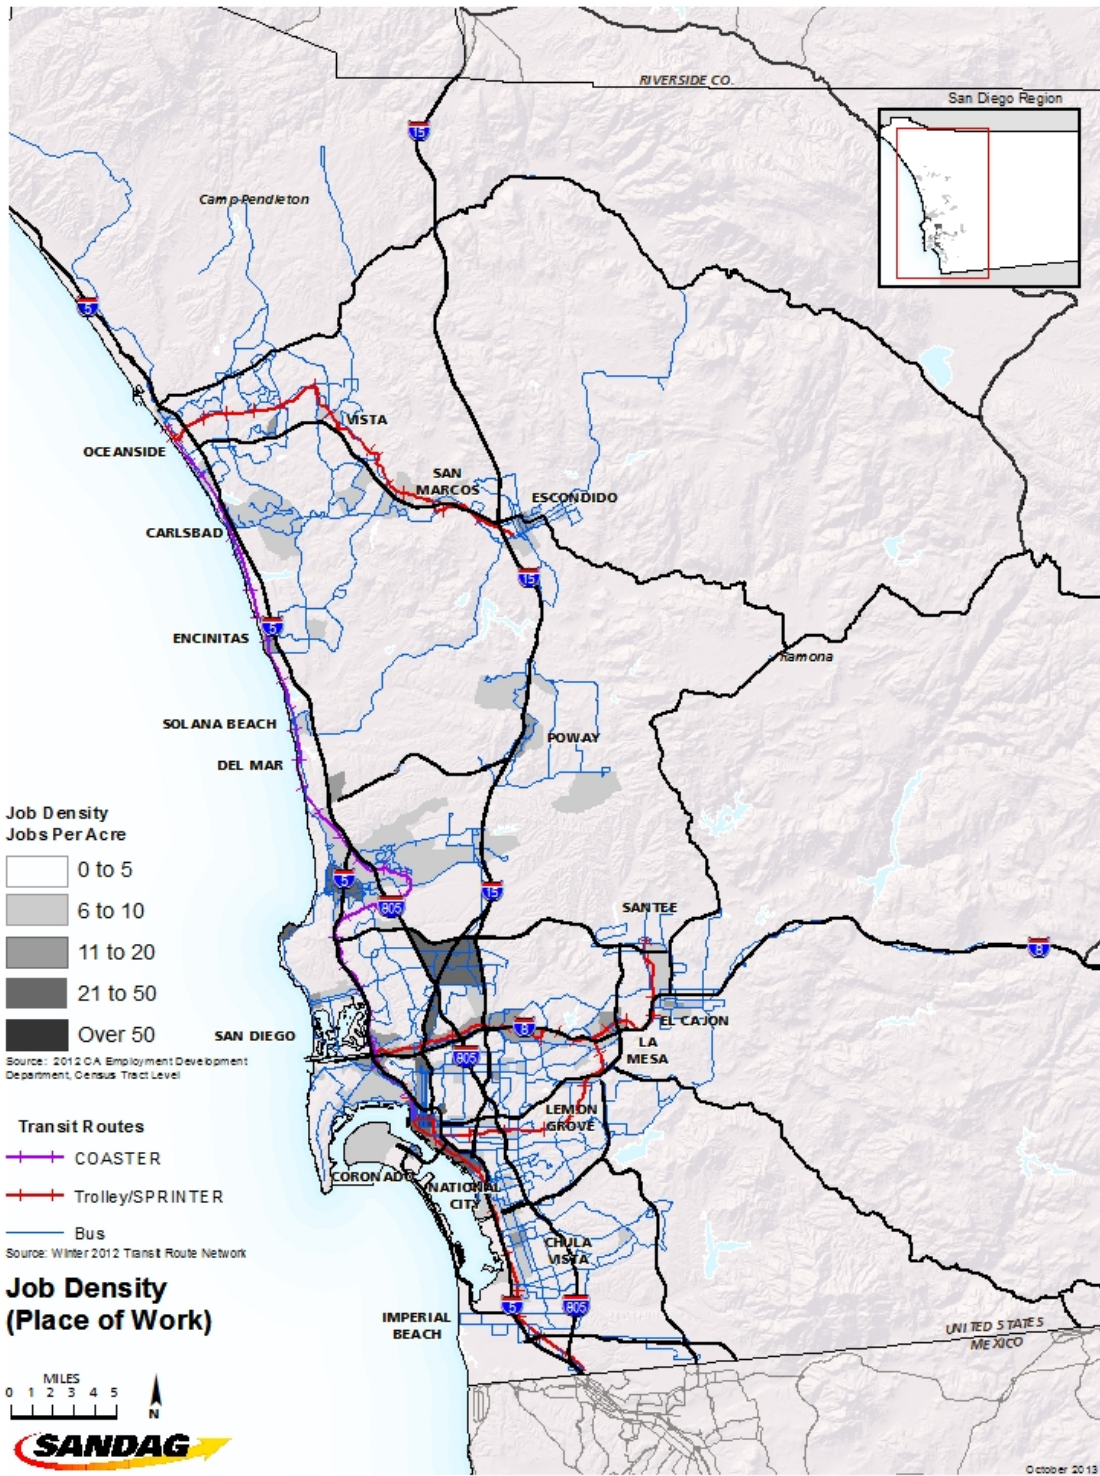 RIVERSIDE CO.
San Diego Region
15
Camp Pendleton
5
VISTA
OCEANSIDE
SAN
MARCOS
ESCONDIDO
CARLSBAD
15
5
ENCINITAS
Ramona
SOLANA BEACH
POWAY
DEL MAR
Job Density
Jobs Per Acre
0 to 5
6 to 10
11 to 20
21 to 50
Over 50
Source: 2012 CA Employment Development
Department, Census Tract Level
5
15
805
SANTEE
8
EL CAJON
SAN DIEGO
8
LA
MESA
805
LEMON
GROVE
Transit Routes
COASTER
Trolley/SPRINTER
Bus
Source: Winter 2012 Transit Route Network
CORONADO
NATIONAL
CITY
CHULA
VISTA
Job Density
(Place of Work)
5
805
IMPERIAL
BEACH
UNITED STATES
MEXICO
MILES
0 1 2 3 4 5
N
SANDAG
October 2013